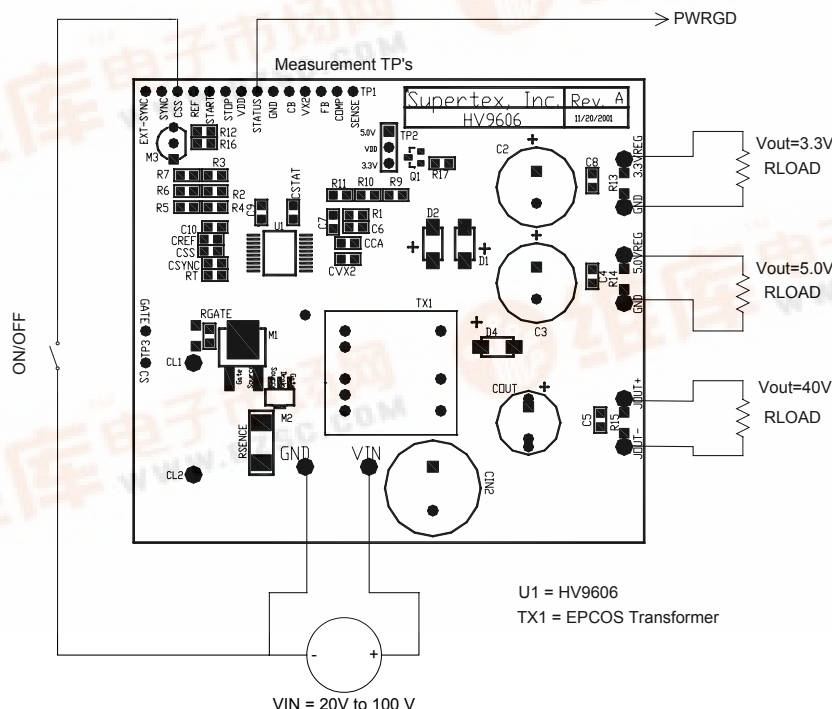 PWRGD
Measurement TP's
EXT-SYNC
SYNC
CSS
REF
START
STOP
VDD
STATUS
GND
CB
VX2
FB
COMP
SENSE
TP1
Supertex, Inc.
Rev. A
HV9606
11/20/2001
M3
R12
R16
5.0V
VDD
3.3V
TP2
Q1
R17
C2
C8
R13
3.3VREG
GND
Vout=3.3V
RLOAD
R7
R3
R6
R2
R5
R4
C9
CSTAT
U1
R11
R10
R9
C7
R1
C6
CCA
CVX2
D2
D1
C10
CREF
CSS
CSYNC
RT
C3
C4
R14
5.0VREG
GND
Vout=5.0V
RLOAD
GATE
TP3
CS
RGATE
M1
CL1
Gate
Source
Source
Drain
Gate
M2
TX1
D4
COUT
C5
R15
JOUT+
JOUT-
Vout=40V
RLOAD
ON/OFF
RSENCE
CL2
GND
VIN
CIN2
U1 = HV9606
TX1 = EPCOS Transformer
-
+
VIN = 20V to 100 V